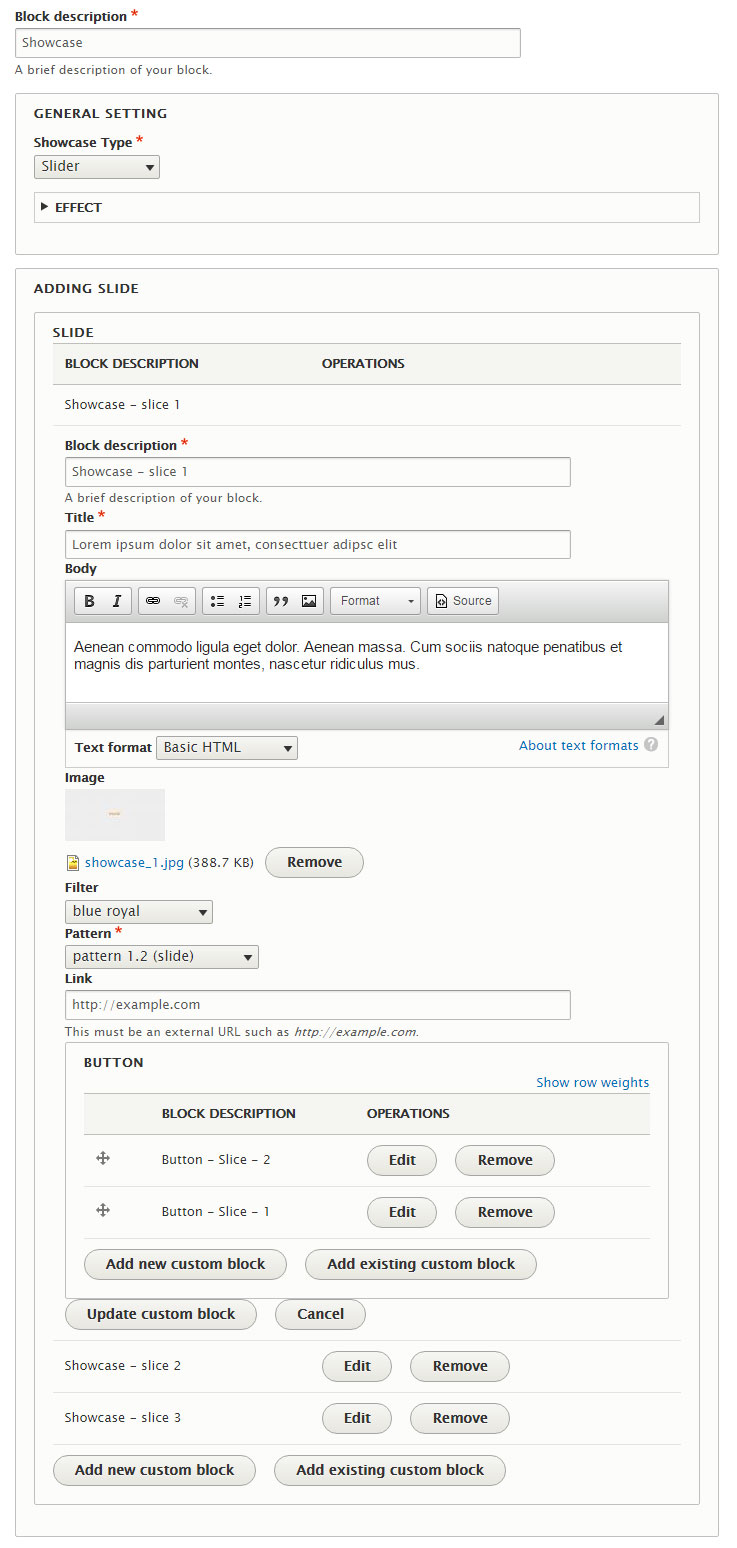 Block description *
Showcase
A brief description of your block.
GENERAL SETTING
Showcase Type *
Slider
EFFECT
ADDING SLIDE
SLIDE
BLOCK DESCRIPTION OPERATIONS
Showcase – slice 1
Block description *
Showcase – slice 1
A brief description of your block.
Title *
Lorem ipsum dolor sit amet, consecttuer adipsc elit
Body
B I Format Source
Aenean commodo ligula eget dolor. Aenean massa. Cum sociis natoque penatibus et
magnis dis parturient montes, nascetur ridiculus mus.
Text format Basic HTML About text formats ?
Image
showcase_1.jpg (388.7 KB) Remove
Filter
blue royal
Pattern *
pattern 1.2 (slide)
Link
http://example.com
This must be an external URL such as http://example.com.
BUTTON
Show row weights
BLOCK DESCRIPTION OPERATIONS
Button – Slice – 2 Edit Remove
Button – Slice – 1 Edit Remove
Add new custom block Add existing custom block
Update custom block Cancel
Showcase – slice 2 Edit Remove
Showcase – slice 3 Edit Remove
Add new custom block Add existing custom block